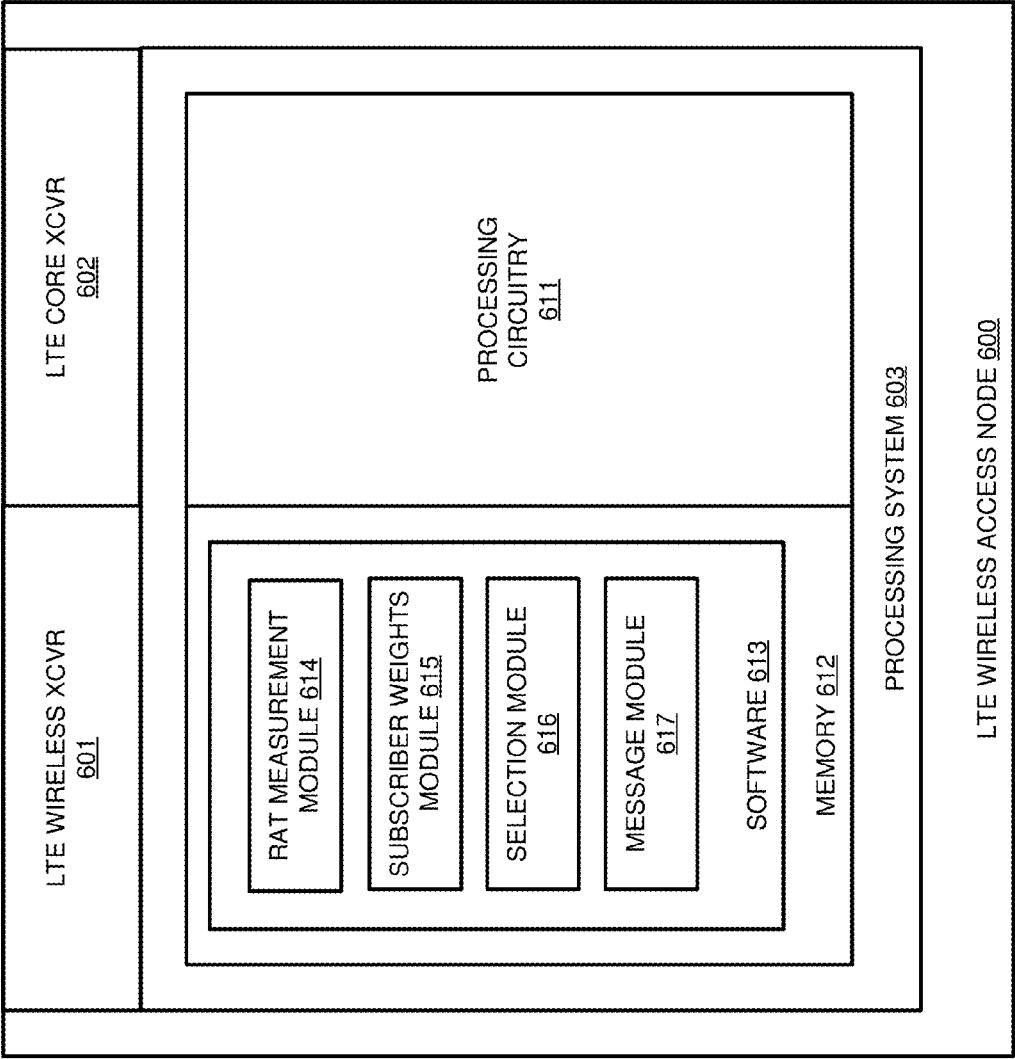 LTE WIRELESS XCVR
601
LTE CORE XCVR
602
RAT MEASUREMENT
MODULE 614
SUBSCRIBER WEIGHTS
MODULE 615
SELECTION MODULE
616
MESSAGE MODULE
617
SOFTWARE 613
MEMORY 612
PROCESSING
CIRCUITRY
611
PROCESSING SYSTEM 603
LTE WIRELESS ACCESS NODE 600